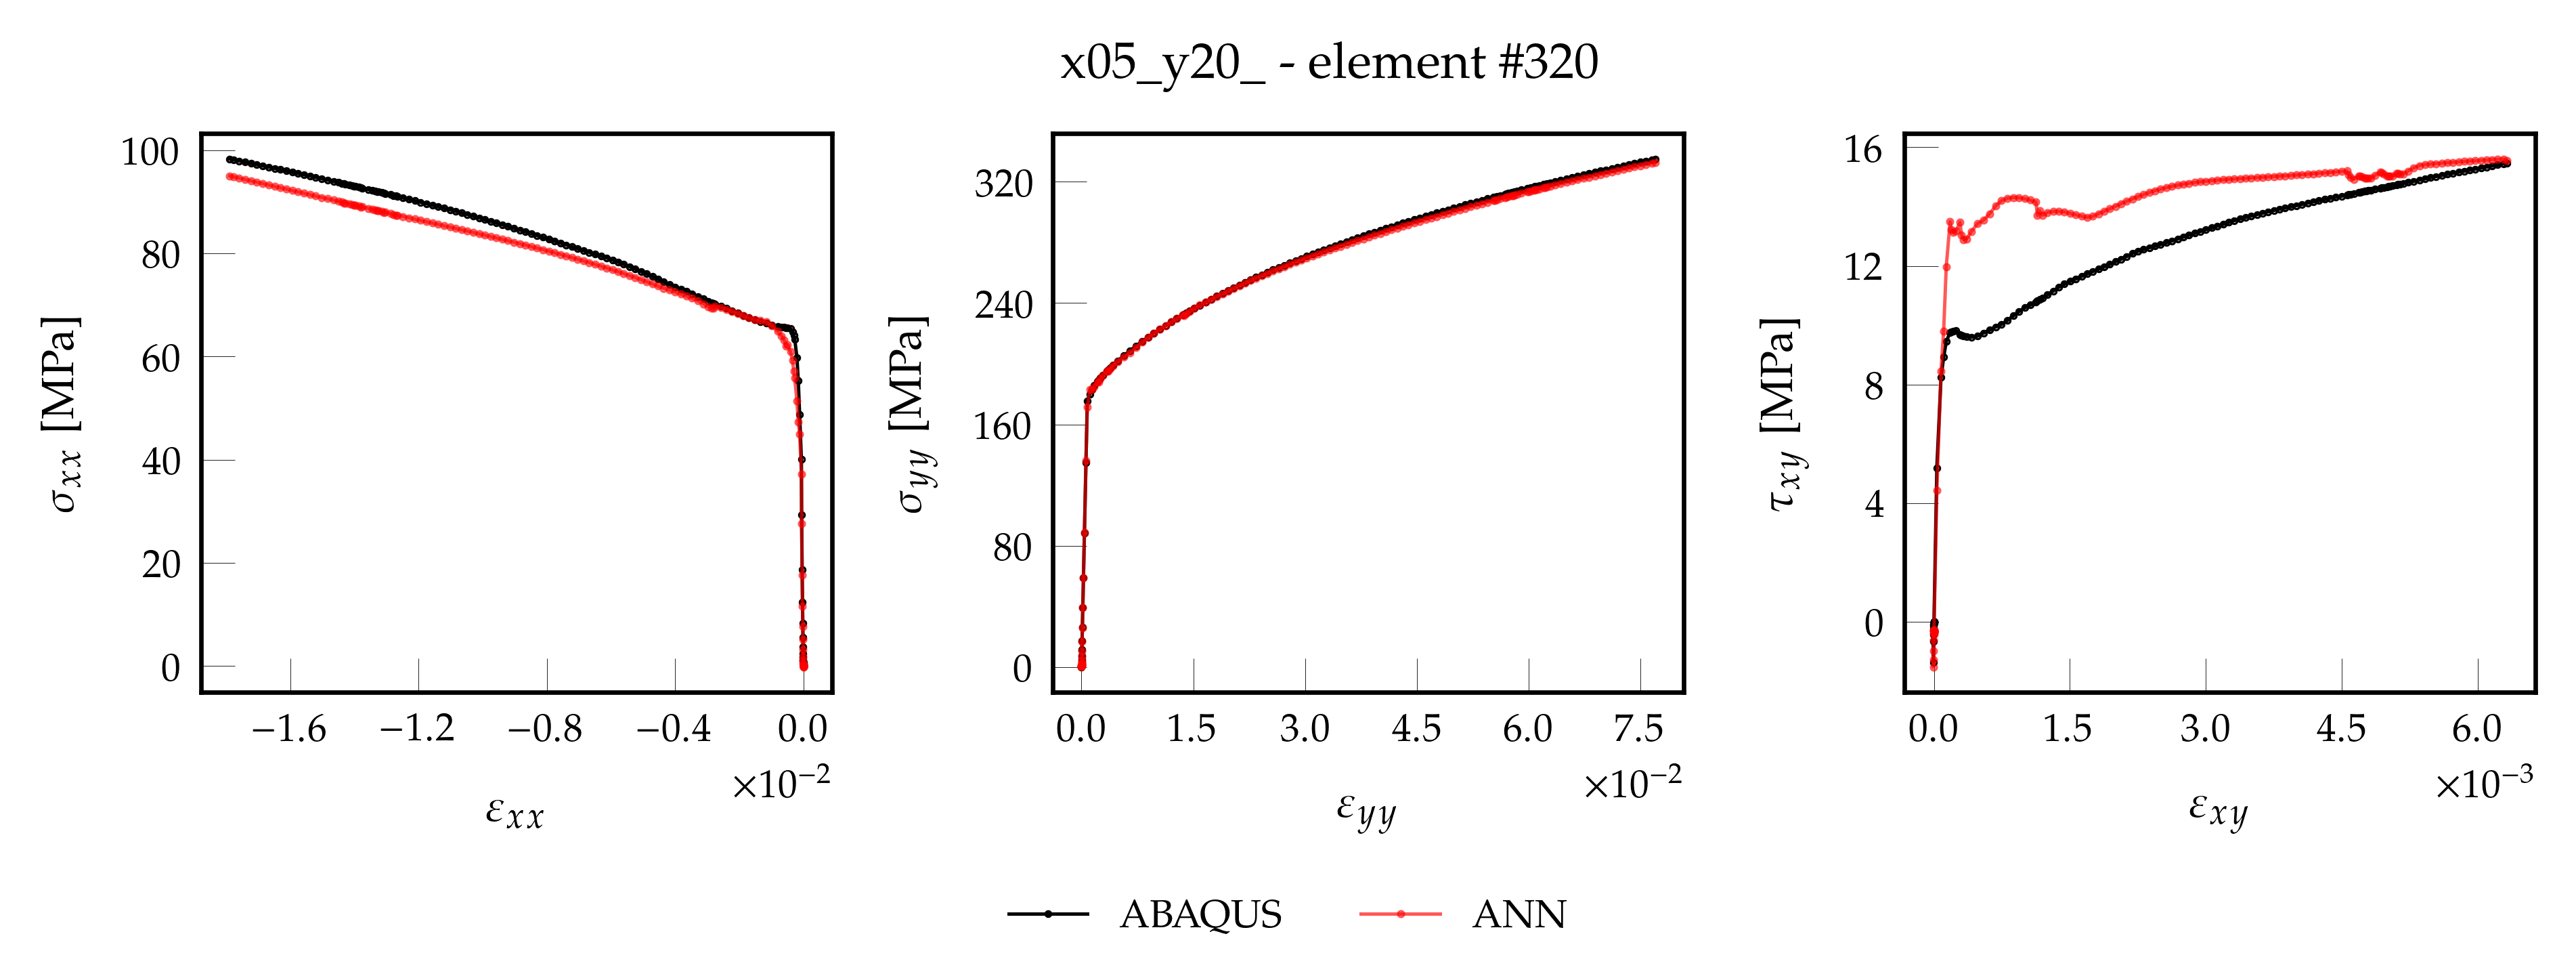 x05_y20_ - element #320
100
80
60
40
20
0
σxx [MPa]
−1.6 −1.2 −0.8 −0.4 0.0
×10−2
εxx
320
240
160
80
0
σyy [MPa]
0.0 1.5 3.0 4.5 6.0 7.5
×10−2
εyy
16
12
8
4
0
τxy [MPa]
0.0 1.5 3.0 4.5 6.0
×10−3
εxy
ABAQUS ANN